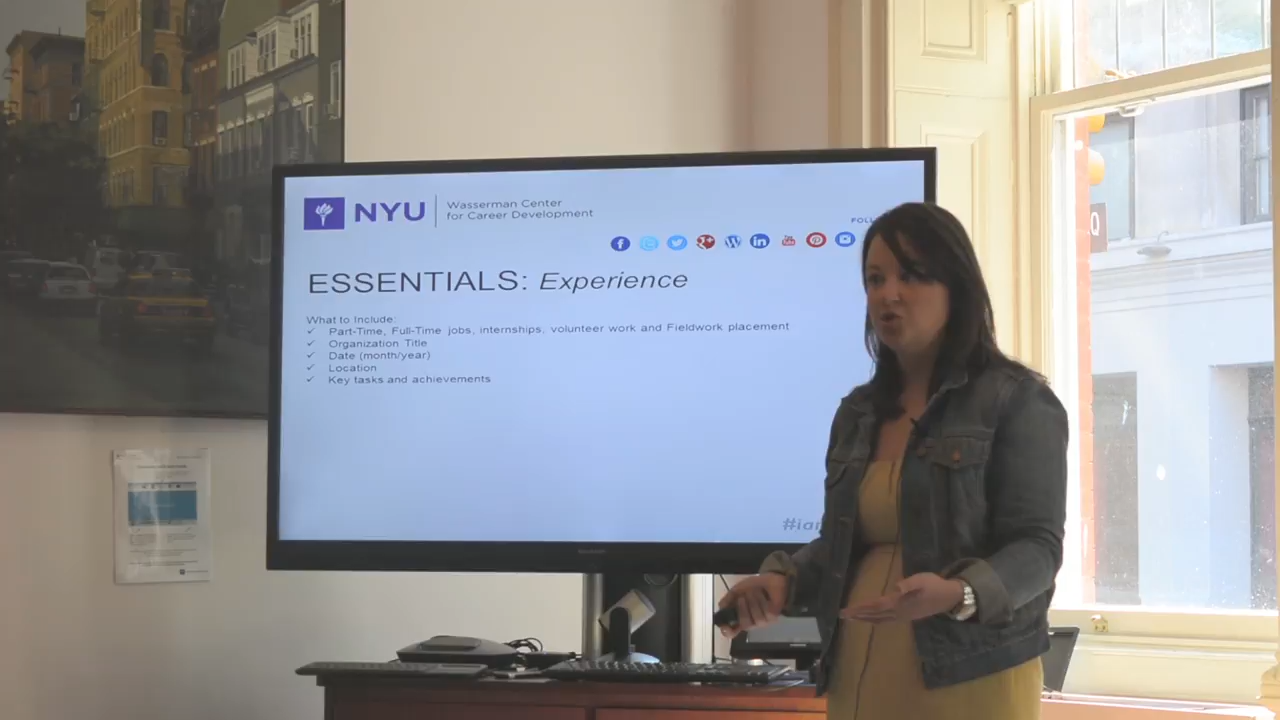 NYU
Wasserman Center
for Career Development
ESSENTIALS: Experience
What to Include:
✓ Part-Time, Full-Time jobs, internships, volunteer work and Fieldwork placement
✓ Organization Title
✓ Date (month/year)
✓ Location
✓ Key tasks and achievements